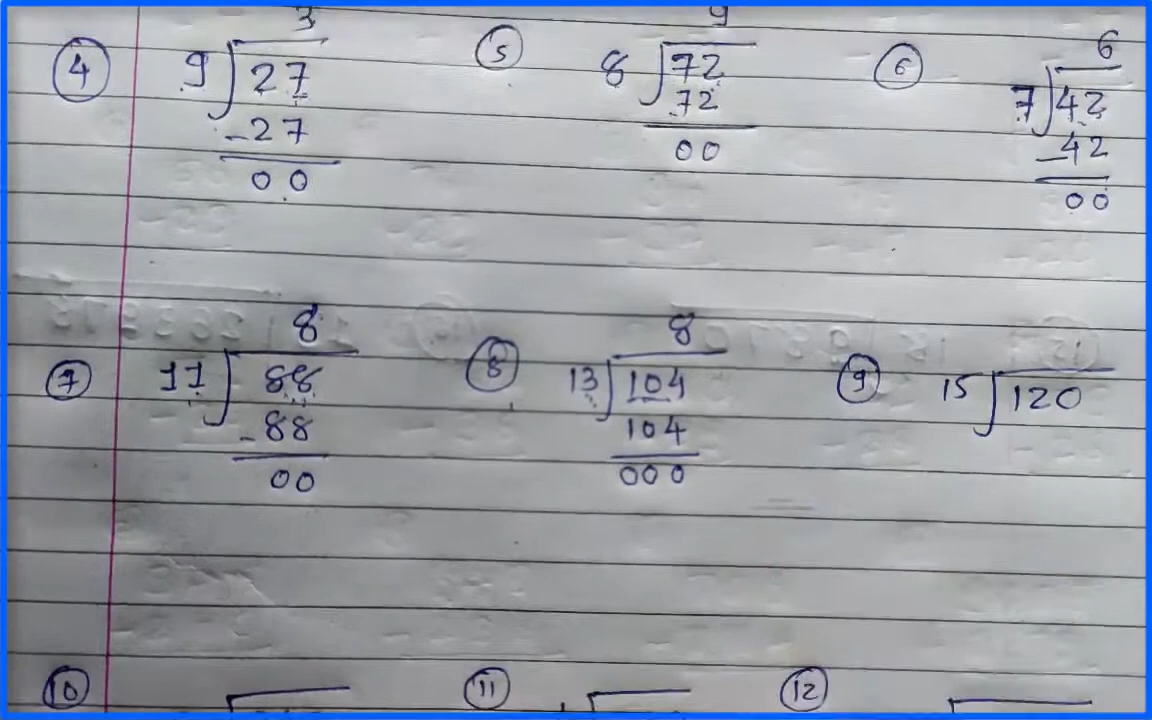 3 9 6
④ 9)27 ⑤ 8)72 ⑥ 7)42
-27 72 -42
00 00 00
8 8
⑦ 11)88 ⑧ 13)104 ⑨ 15)120
-88 104
00 000
⑩ ⑪ ⑫